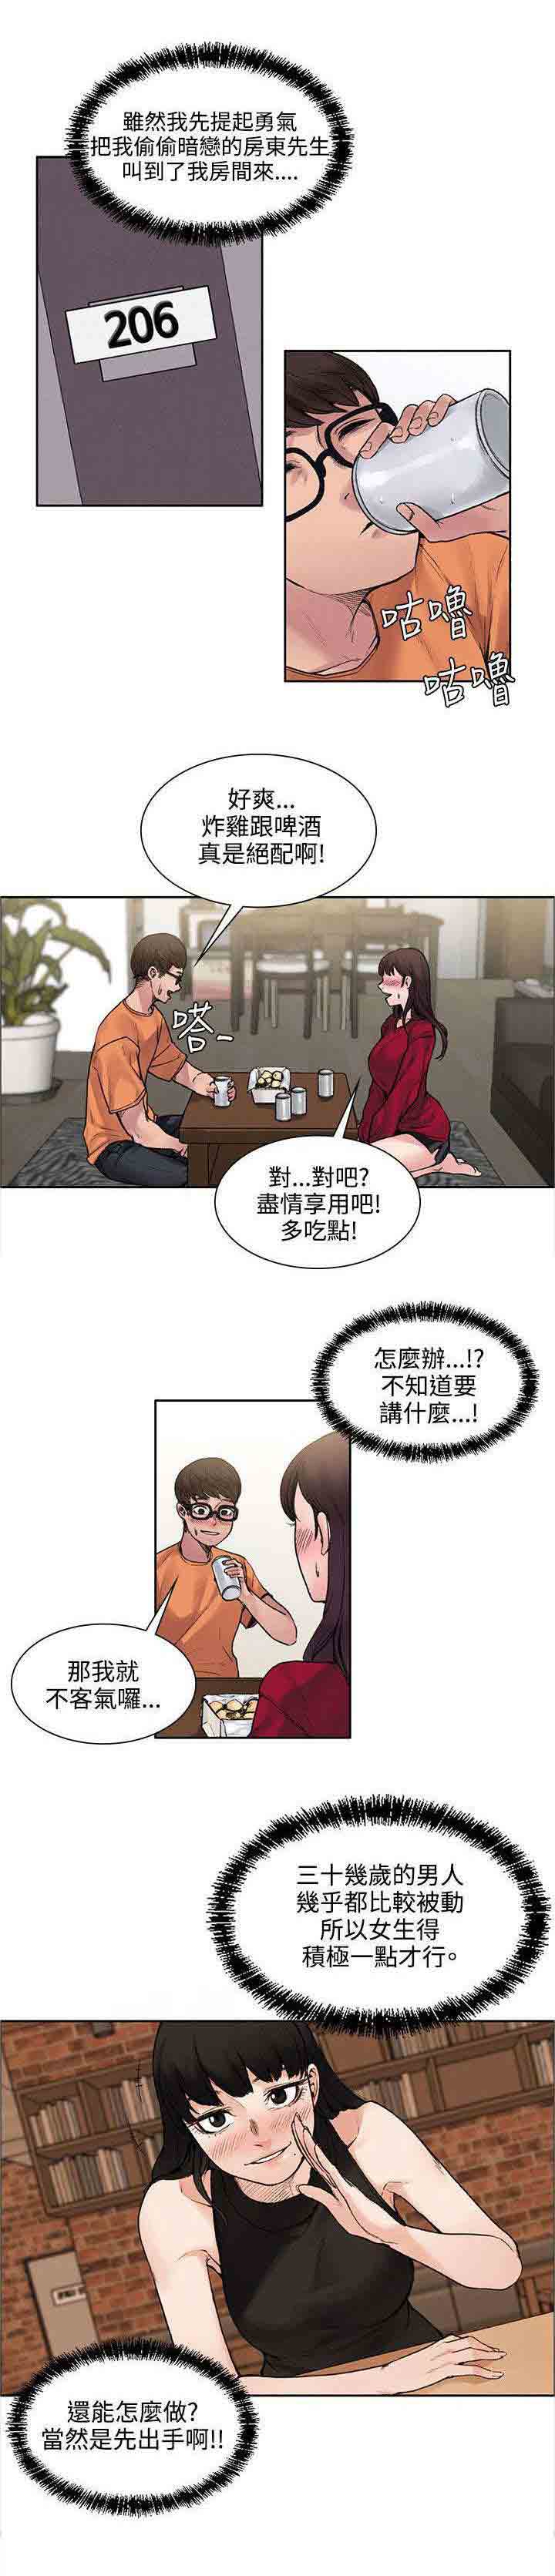 雖然我先提起勇氣
把我偷偷暗戀的房東先生
叫到了我房間來....
206
咕嚕
咕嚕
好爽...
炸雞跟啤酒
真是絕配啊!
嗒-
對...對吧?
盡情享用吧!
多吃點!
怎麼辦...!?
不知道要
講什麼...!
那我就
不客氣囉...
三十幾歲的男人
幾乎都比較被動
所以女生得
積極一點才行。
還能怎麼做?
當然是先出手啊!!